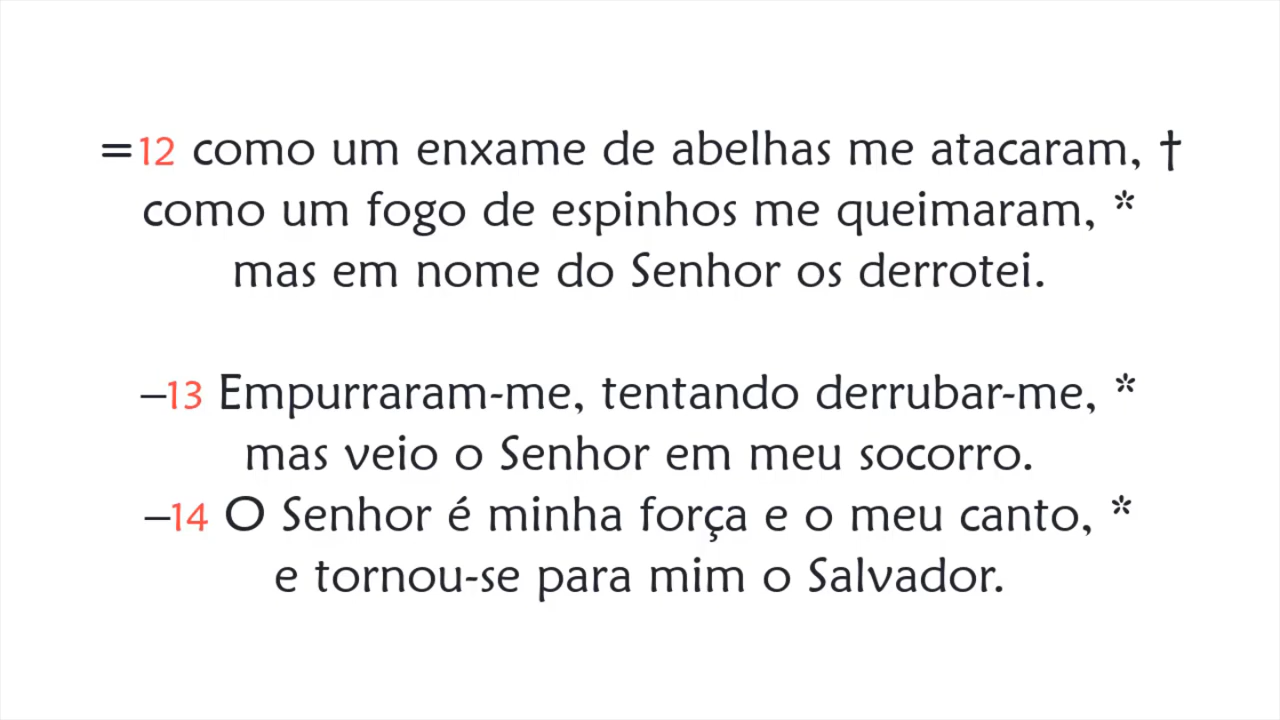 =12 como um enxame de abelhas me atacaram, †
como um fogo de espinhos me queimaram, *
mas em nome do Senhor os derrotei.
–13 Empurraram-me, tentando derrubar-me, *
mas veio o Senhor em meu socorro.
–14 O Senhor é minha força e o meu canto, *
e tornou-se para mim o Salvador.